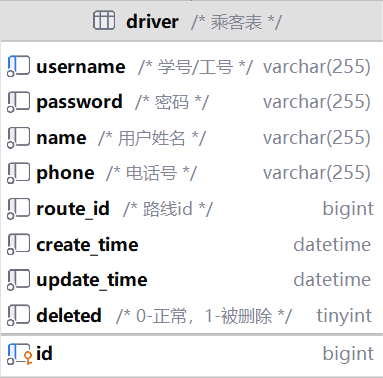 driver /* 乘客表 */
username /* 学号/工号 */ varchar(255)
password /* 密码 */ varchar(255)
name /* 用户姓名 */ varchar(255)
phone /* 电话号 */ varchar(255)
route_id /* 路线id */ bigint
create_time datetime
update_time datetime
deleted /* 0-正常，1-被删除 */ tinyint
id bigint